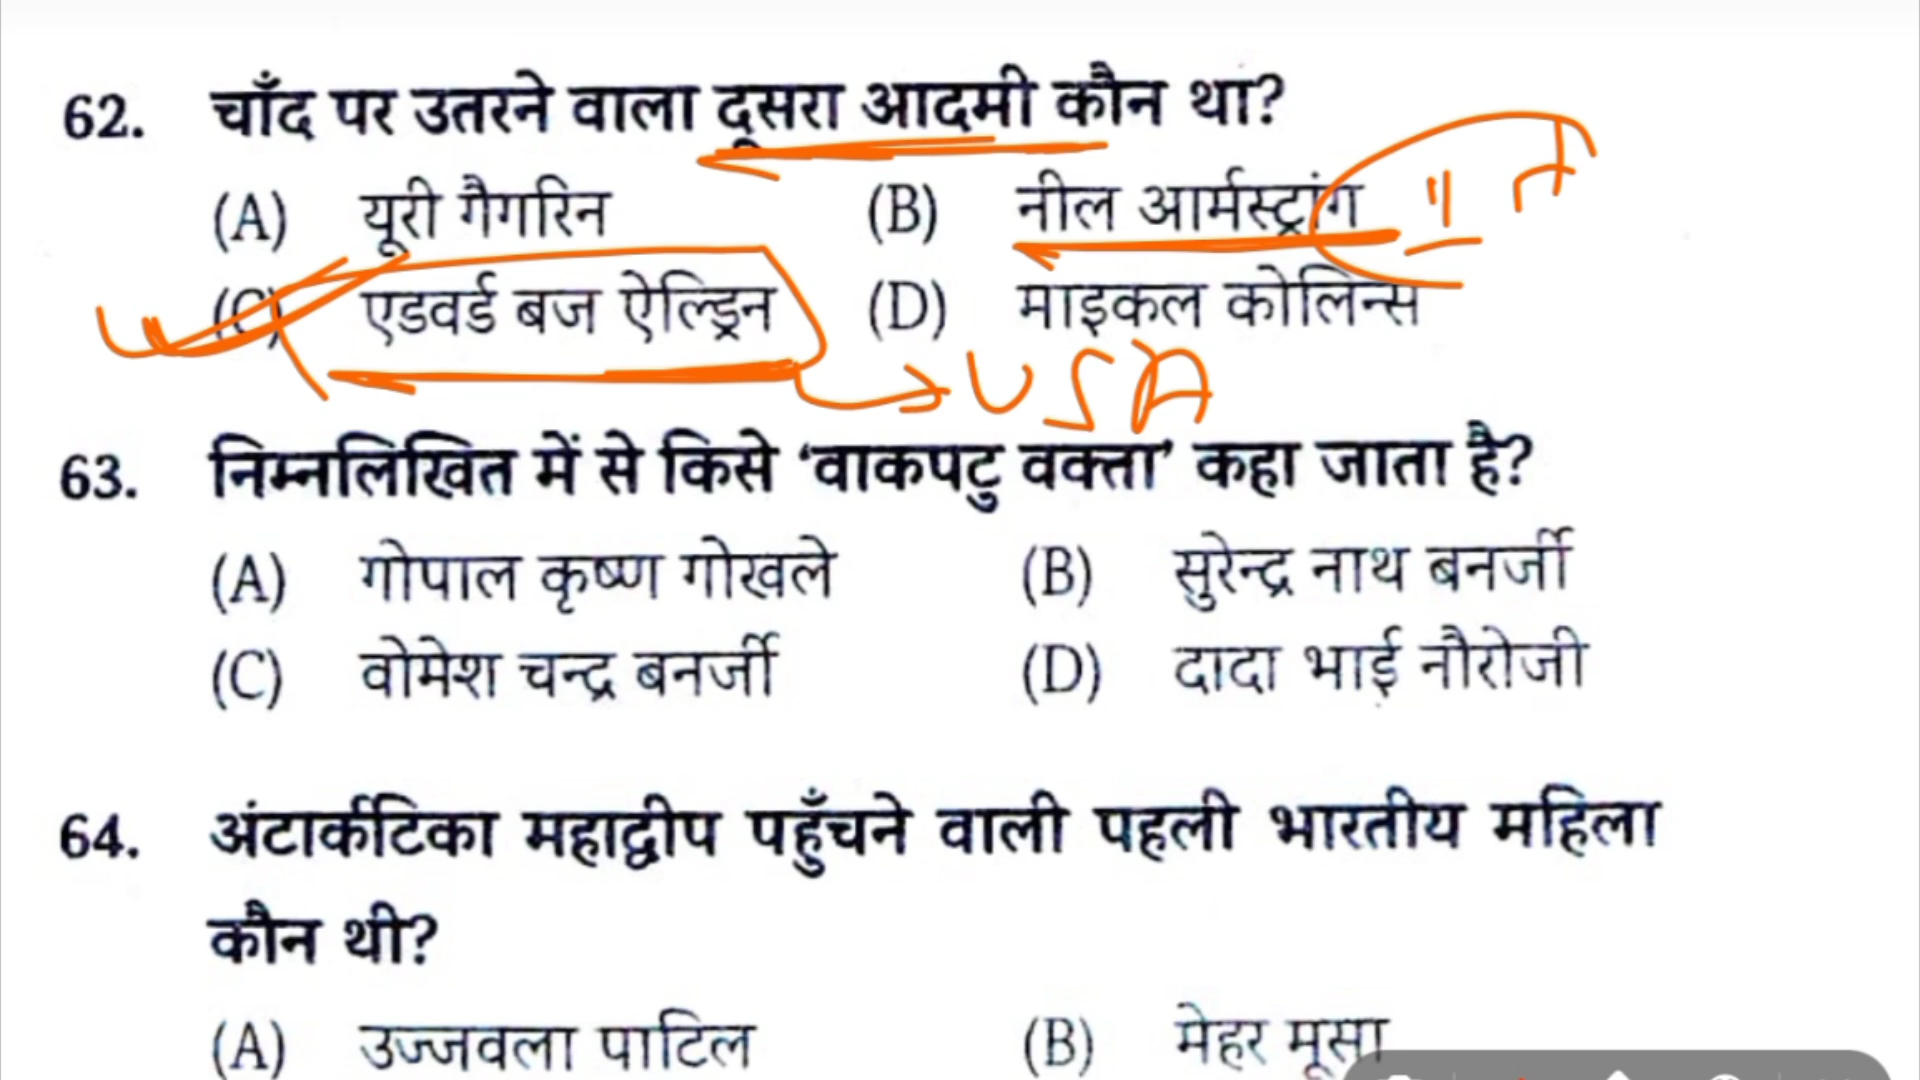 62. चाँद पर उतरने वाला दूसरा आदमी कौन था?
(A) यूरी गैगरिन (B) नील आर्मस्ट्रांग
(C) एडवर्ड बज ऐल्ड्रिन (D) माइकल कोलिन्स
USA
63. निम्नलिखित में से किसे ‘वाकपटु वक्ता’ कहा जाता है?
(A) गोपाल कृष्ण गोखले (B) सुरेन्द्र नाथ बनर्जी
(C) वोमेश चन्द्र बनर्जी (D) दादा भाई नौरोजी
64. अंटार्कटिका महाद्वीप पहुँचने वाली पहली भारतीय महिला
कौन थी?
(A) उज्जवला पाटिल (B) मेहर मूसा